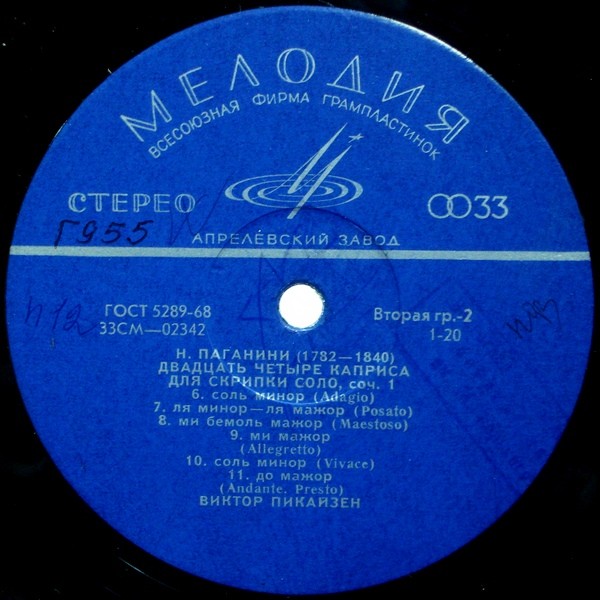 МЕЛОДИЯ
ВСЕСОЮЗНАЯ ФИРМА ГРАМПЛАСТИНОК
СТЕРЕО
33
Г955
АПРЕЛЕВСКИЙ ЗАВОД
ГОСТ 5289-68
Вторая гр.-2
33СМ—02342
1-20
Н. ПАГАНИНИ (1782—1840)
ДВАДЦАТЬ ЧЕТЫРЕ КАПРИСА
ДЛЯ СКРИПКИ СОЛО, соч. 1
6. соль минор (Adagio)
7. ля минор—ля мажор (Posato)
8. ми бемоль мажор (Maestoso)
9. ми мажор
(Allegretto)
10. соль минор (Vivace)
11. до мажор
(Andante. Presto)
ВИКТОР ПИКАЙЗЕН